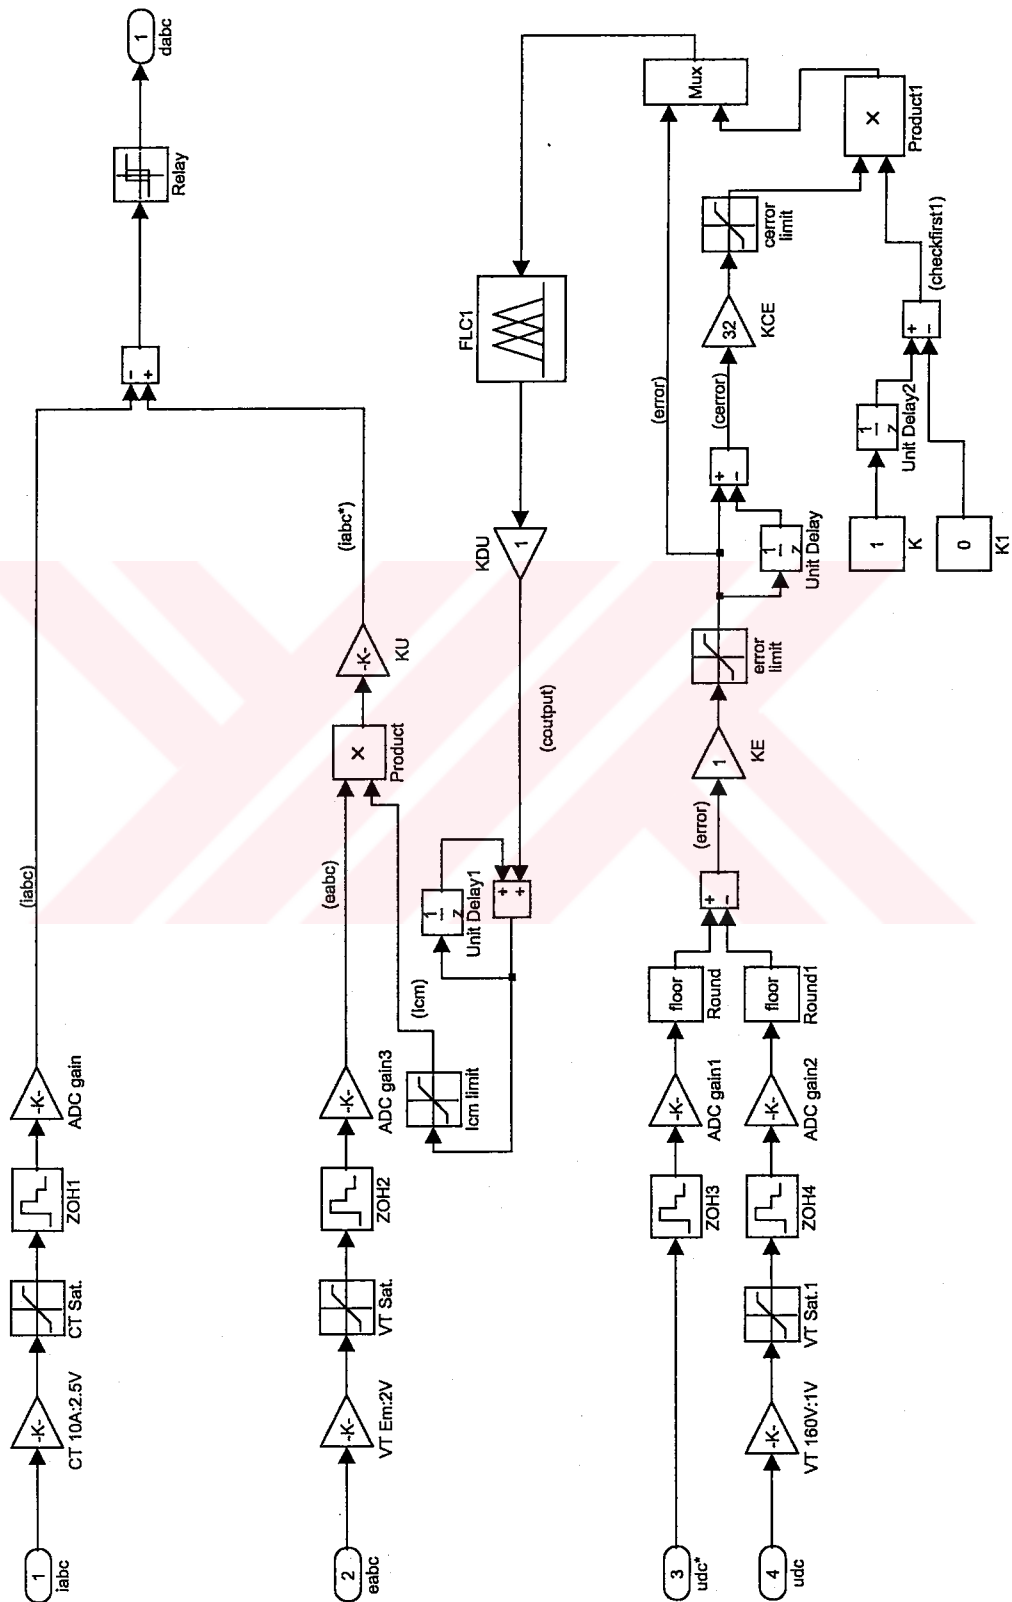 1
iabc
CT 10A:2.5V
-K-
CT Sat.
ZOH1
-K-
ADC gain
(iabc)
−
+
Relay
1
dabc
2
eabc
VT Em:2V
-K-
VT Sat.
ZOH2
-K-
ADC gain3
(eabc)
×
Product
-K-
KU
(iabc*)
Icm limit
(Icm)
1
z
Unit Delay1
+
+
(coutput)
1
KDU
FLC1
3
udc*
ZOH3
-K-
ADC gain1
floor
Round
4
udc
VT 160V:1V
-K-
VT Sat.1
ZOH4
-K-
ADC gain2
floor
Round1
+
−
(error)
1
KE
error
limit
1
z
Unit Delay
+
−
(cerror)
32
KCE
cerror
limit
(error)
Mux
1
K
0
K1
1
z
Unit Delay2
+
−
(checkfirst1)
×
Product1